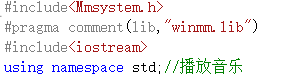 #include<Mmsystem.h>
#pragma comment(lib,"winmm.lib")
#include<iostream>
using namespace std;//播放音乐